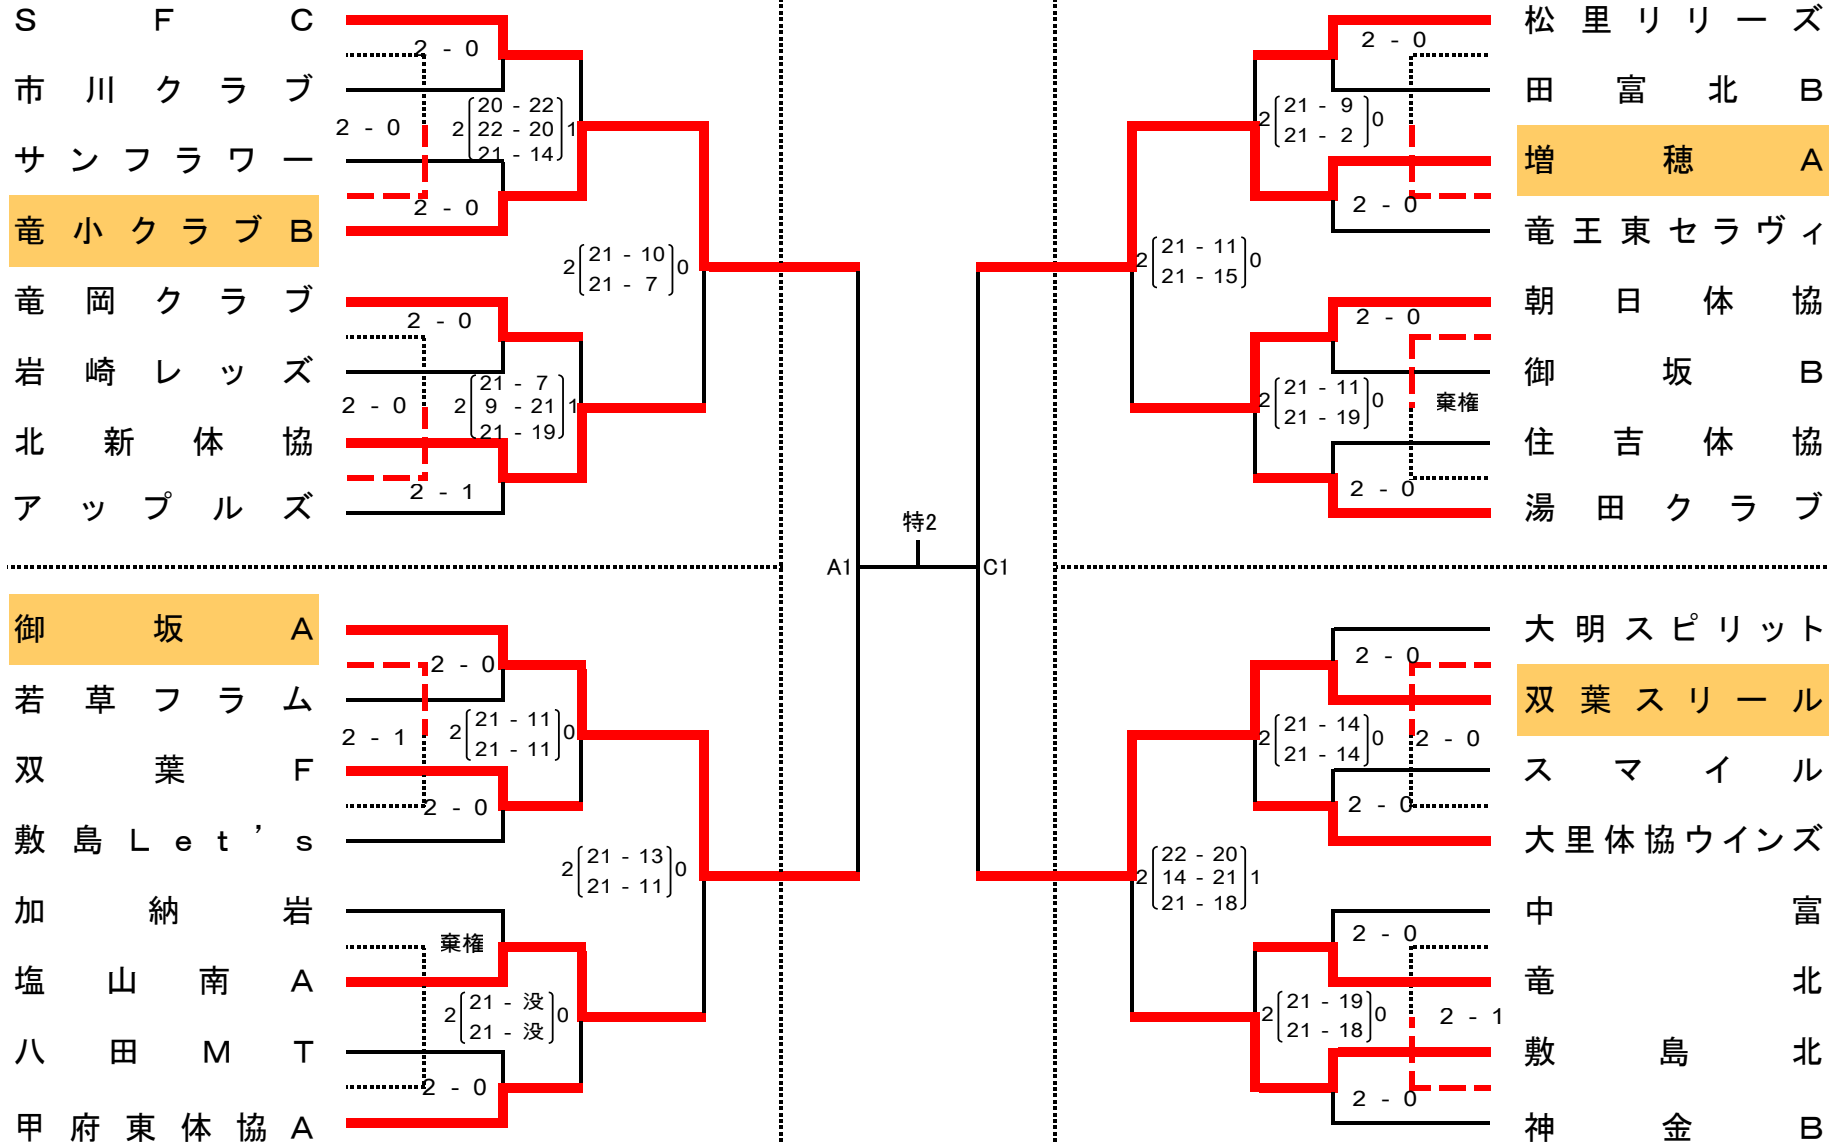 S F C
2 - 0
市 川 ク ラ ブ
2 - 0
20 - 22
2 22 - 20 1
21 - 14
サ ン フ ラ ワ ー
2 - 0
竜 小 ク ラ ブ B
2 21 - 10 0
21 - 7
竜 岡 ク ラ ブ
2 - 0
岩 崎 レ ッ ズ
2 - 0
21 - 7
2 9 - 21 1
21 - 19
北 新 体 協
2 - 1
ア ッ プ ル ズ
松 里 リ リ ー ズ
2 - 0
田 富 北 B
2 21 - 9 0
21 - 2
増 穂 A
2 - 0
竜 王 東 セ ラ ヴ ィ
2 21 - 11 0
21 - 15
朝 日 体 協
2 - 0
御 坂 B
2 21 - 11 0
21 - 19
棄権
住 吉 体 協
2 - 0
湯 田 ク ラ ブ
特2
A1
C1
御 坂 A
2 - 0
若 草 フ ラ ム
2 - 1
2 21 - 11 0
21 - 11
双 葉 F
2 - 0
敷 島 L e t ’ s
2 21 - 13 0
21 - 11
加 納 岩
棄権
塩 山 南 A
2 21 - 没 0
21 - 没
八 田 M T
2 - 0
甲 府 東 体 協 A
大 明 ス ピ リ ッ ト
2 - 0
双 葉 ス リ ー ル
2 21 - 14 0
21 - 14
2 - 0
ス マ イ ル
2 - 0
大 里 体 協 ウ イ ン ズ
22 - 20
2 14 - 21 1
21 - 18
中 富
2 - 0
竜 北
2 21 - 19 0
21 - 18
2 - 1
敷 島 北
2 - 0
神 金 B